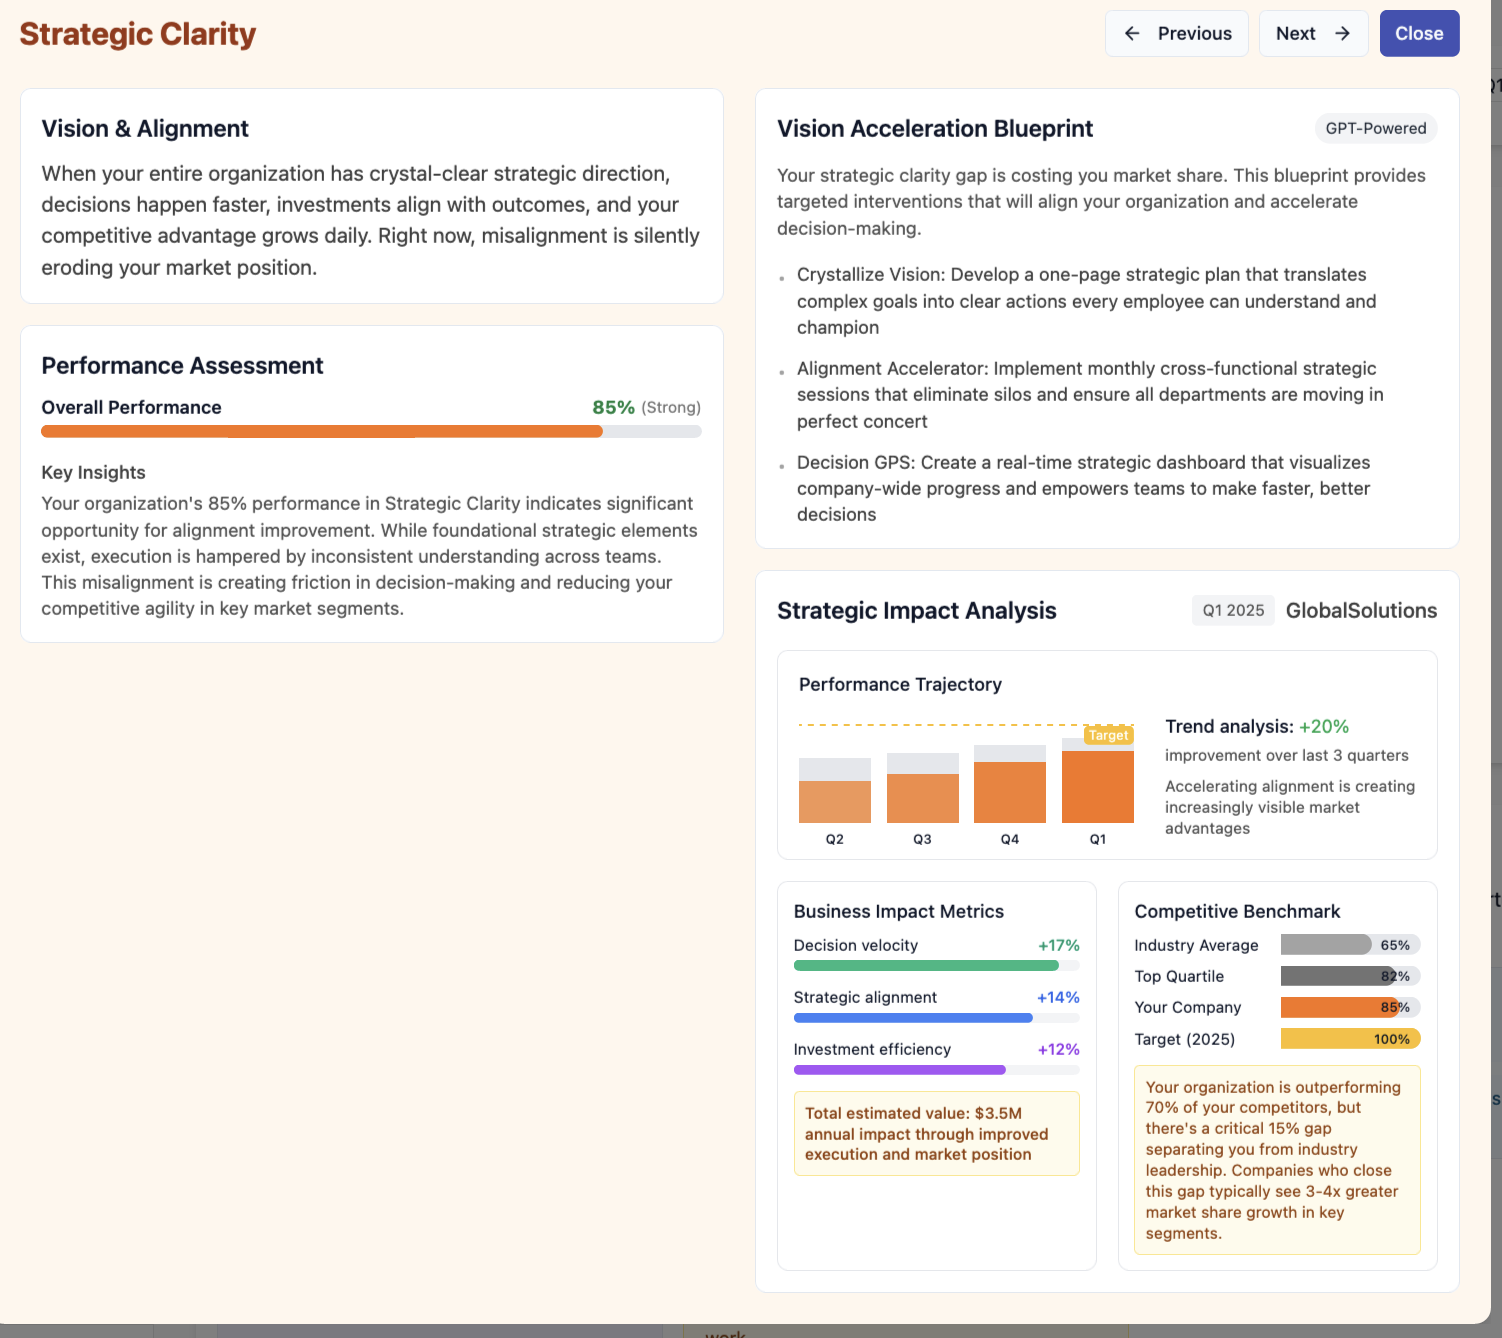 Strategic Clarity
← Previous
Next →
Close
Vision & Alignment
When your entire organization has crystal-clear strategic direction,
decisions happen faster, investments align with outcomes, and your
competitive advantage grows daily. Right now, misalignment is silently
eroding your market position.
Performance Assessment
Overall Performance 85% (Strong)
Key Insights
Your organization's 85% performance in Strategic Clarity indicates significant
opportunity for alignment improvement. While foundational strategic elements
exist, execution is hampered by inconsistent understanding across teams.
This misalignment is creating friction in decision-making and reducing your
competitive agility in key market segments.
Vision Acceleration Blueprint
GPT-Powered
Your strategic clarity gap is costing you market share. This blueprint provides
targeted interventions that will align your organization and accelerate
decision-making.
• Crystallize Vision: Develop a one-page strategic plan that translates
complex goals into clear actions every employee can understand and
champion
• Alignment Accelerator: Implement monthly cross-functional strategic
sessions that eliminate silos and ensure all departments are moving in
perfect concert
• Decision GPS: Create a real-time strategic dashboard that visualizes
company-wide progress and empowers teams to make faster, better
decisions
Strategic Impact Analysis
Q1 2025
GlobalSolutions
Performance Trajectory
Target
Q2
Q3
Q4
Q1
Trend analysis: +20%
improvement over last 3 quarters
Accelerating alignment is creating
increasingly visible market
advantages
Business Impact Metrics
Decision velocity +17%
Strategic alignment +14%
Investment efficiency +12%
Total estimated value: $3.5M
annual impact through improved
execution and market position
Competitive Benchmark
Industry Average 65%
Top Quartile 82%
Your Company 85%
Target (2025) 100%
Your organization is outperforming
70% of your competitors, but
there's a critical 15% gap
separating you from industry
leadership. Companies who close
this gap typically see 3-4x greater
market share growth in key
segments.